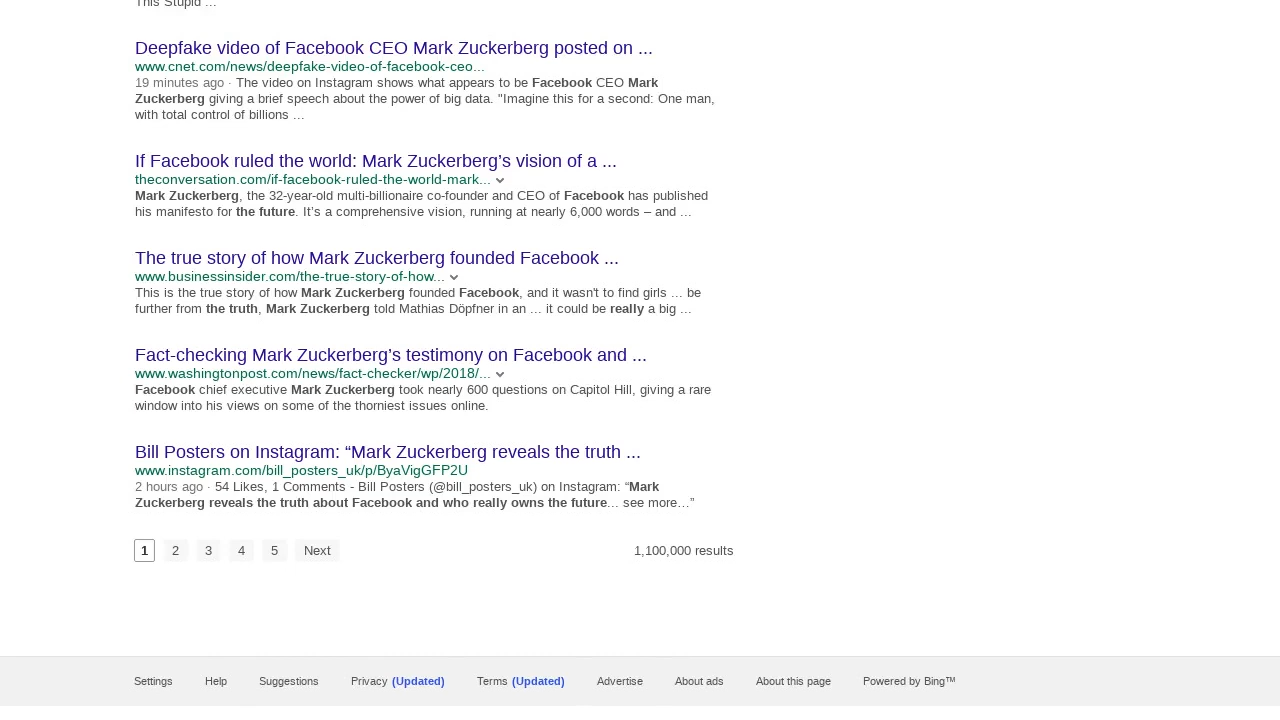 This Stupid ...
Deepfake video of Facebook CEO Mark Zuckerberg posted on ...
www.cnet.com/news/deepfake-video-of-facebook-ceo...
19 minutes ago · The video on Instagram shows what appears to be Facebook CEO Mark
Zuckerberg giving a brief speech about the power of big data. "Imagine this for a second: One man,
with total control of billions ...
If Facebook ruled the world: Mark Zuckerberg’s vision of a ...
theconversation.com/if-facebook-ruled-the-world-mark...
Mark Zuckerberg, the 32-year-old multi-billionaire co-founder and CEO of Facebook has published
his manifesto for the future. It’s a comprehensive vision, running at nearly 6,000 words – and ...
The true story of how Mark Zuckerberg founded Facebook ...
www.businessinsider.com/the-true-story-of-how...
This is the true story of how Mark Zuckerberg founded Facebook, and it wasn't to find girls ... be
further from the truth, Mark Zuckerberg told Mathias Döpfner in an ... it could be really a big ...
Fact-checking Mark Zuckerberg’s testimony on Facebook and ...
www.washingtonpost.com/news/fact-checker/wp/2018/...
Facebook chief executive Mark Zuckerberg took nearly 600 questions on Capitol Hill, giving a rare
window into his views on some of the thorniest issues online.
Bill Posters on Instagram: “Mark Zuckerberg reveals the truth ...
www.instagram.com/bill_posters_uk/p/ByaVigGFP2U
2 hours ago · 54 Likes, 1 Comments - Bill Posters (@bill_posters_uk) on Instagram: “Mark
Zuckerberg reveals the truth about Facebook and who really owns the future... see more…”
1 2 3 4 5 Next 1,100,000 results
Settings Help Suggestions Privacy (Updated) Terms (Updated) Advertise About ads About this page Powered by Bing™